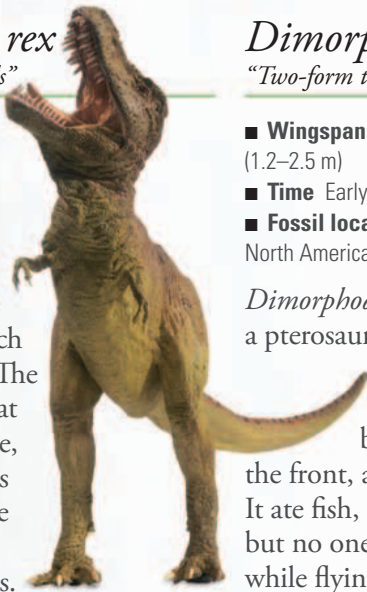 rex
s”
ch
The
at
e,
s
e
s.
Dimorp
“Two-form t
■ Wingspan
(1.2–2.5 m)
■ Time Early
■ Fossil loca
North America
Dimorphod
a pterosaur
b
the front, a
It ate fish,
but no one
while flyin